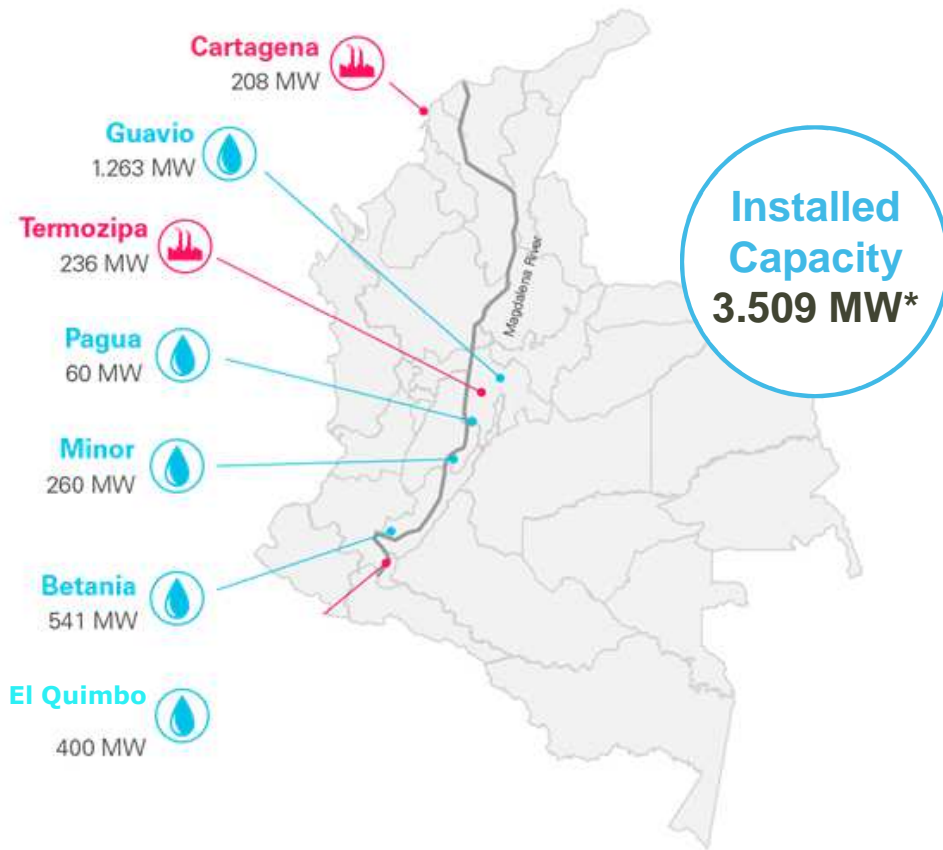 Cartagena
208 MW
Guavio
1.263 MW
Termozipa
236 MW
Pagua
60 MW
Minor
260 MW
Betania
541 MW
El Quimbo
400 MW
Magdalena River
Installed
Capacity
3.509 MW*